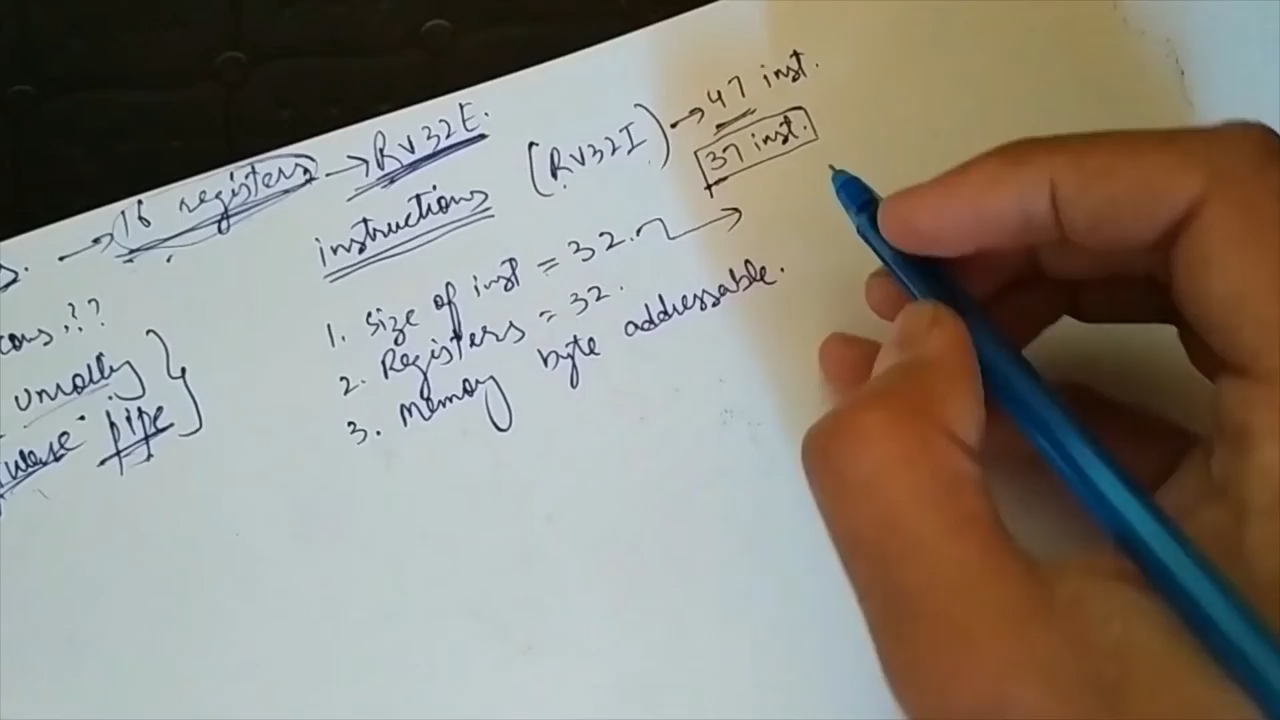 16 registers → RV32E.
instructions (RV32I) → 47 inst.
37 inst.
1. Size of inst = 32. →
2. Registers = 32.
3. Memory byte addressable.
pipe